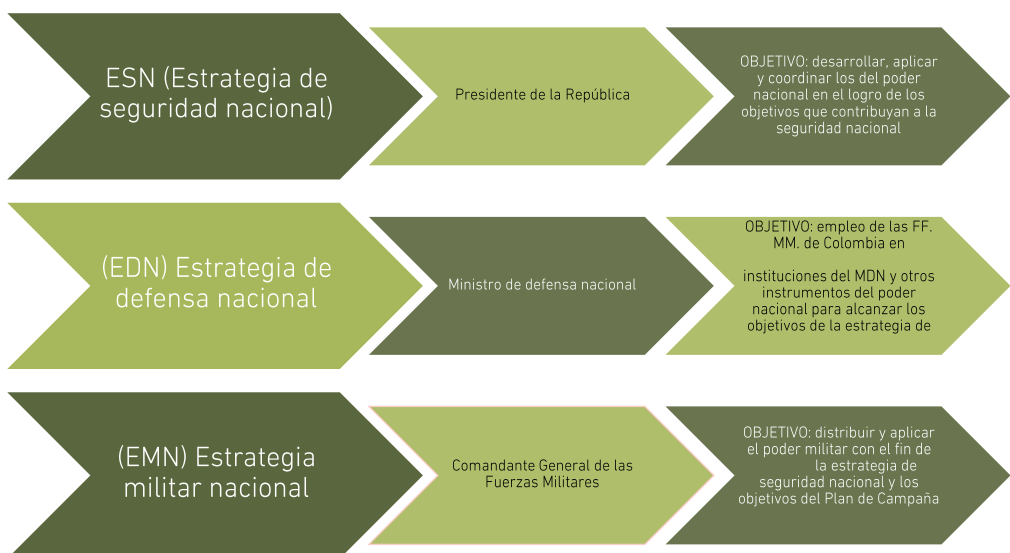 ESN (Estrategia de
seguridad nacional)
Presidente de la República
OBJETIVO: desarrollar, aplicar
y coordinar los del poder
nacional en el logro de los
objetivos que contribuyan a la
seguridad nacional
(EDN) Estrategia de
defensa nacional
Ministro de defensa nacional
OBJETIVO: empleo de las FF.
MM. de Colombia en
instituciones del MDN y otros
instrumentos del poder
nacional para alcanzar los
objetivos de la estrategia de
(EMN) Estrategia
militar nacional
Comandante General de las
Fuerzas Militares
OBJETIVO: distribuir y aplicar
el poder militar con el fin de
la estrategia de
seguridad nacional y los
objetivos del Plan de Campaña